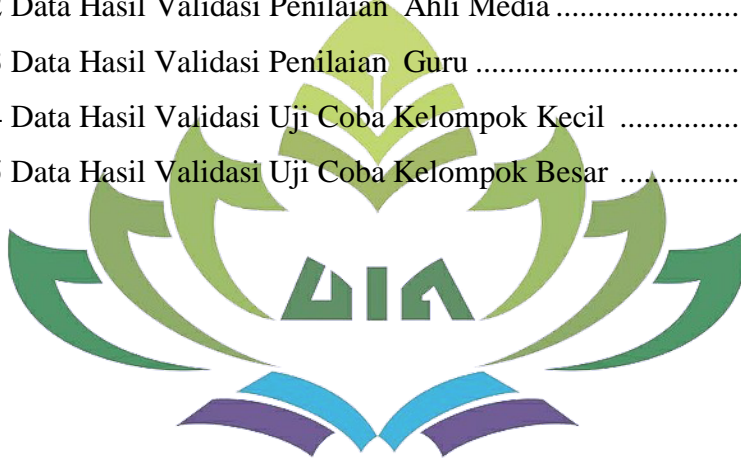 Data Hasil Validasi Penilaian Ahli Media ........................
Data Hasil Validasi Penilaian Guru ..................................
Data Hasil Validasi Uji Coba Kelompok Kecil ...............
Data Hasil Validasi Uji Coba Kelompok Besar ..............
UIN